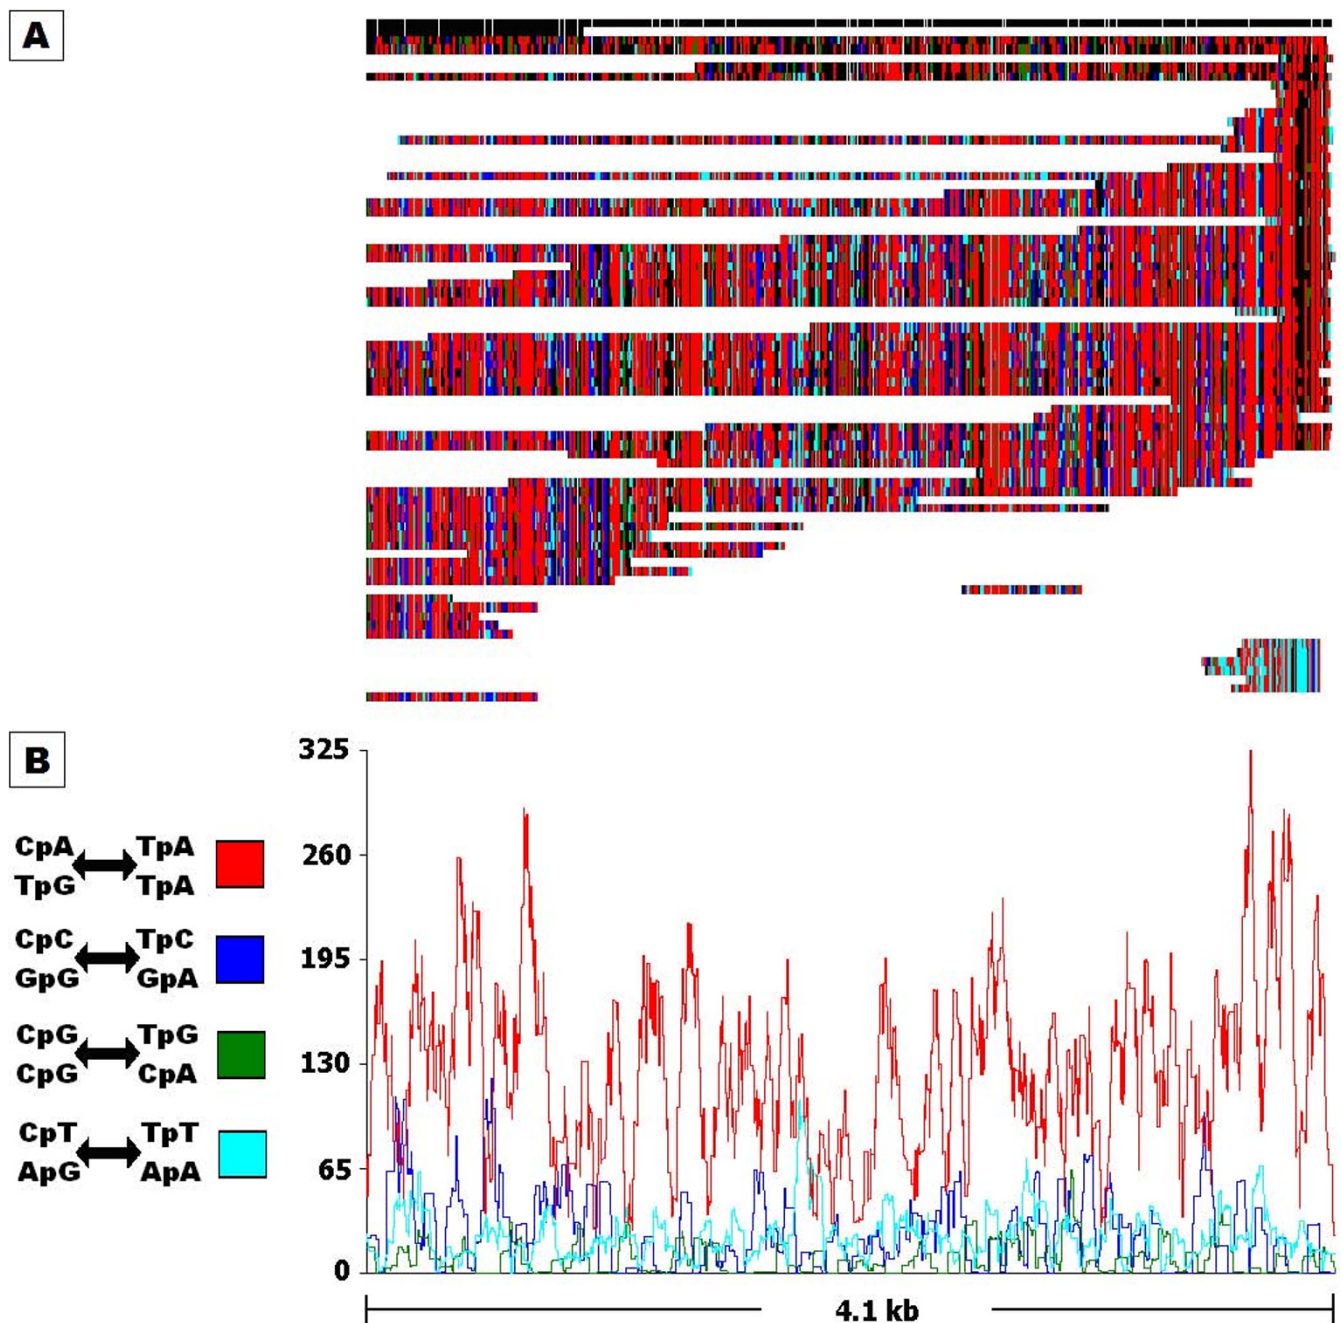 A
B
325
260
195
130
65
0
CpA TpA
TpG TpA
CpC TpC
GpG GpA
CpG TpG
CpG CpA
CpT TpT
ApG ApA
4.1 kb